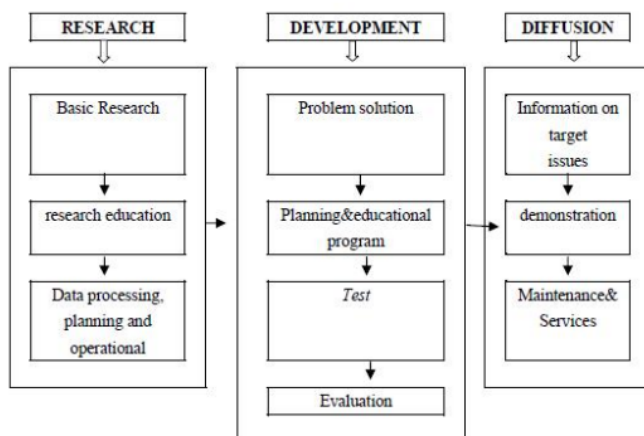 RESEARCH
Basic Research
research education
Data processing,
planning and
operational
DEVELOPMENT
Problem solution
Planning&educational
program
Test
Evaluation
DIFFUSION
Information on
target
issues
demonstration
Maintenance&
Services